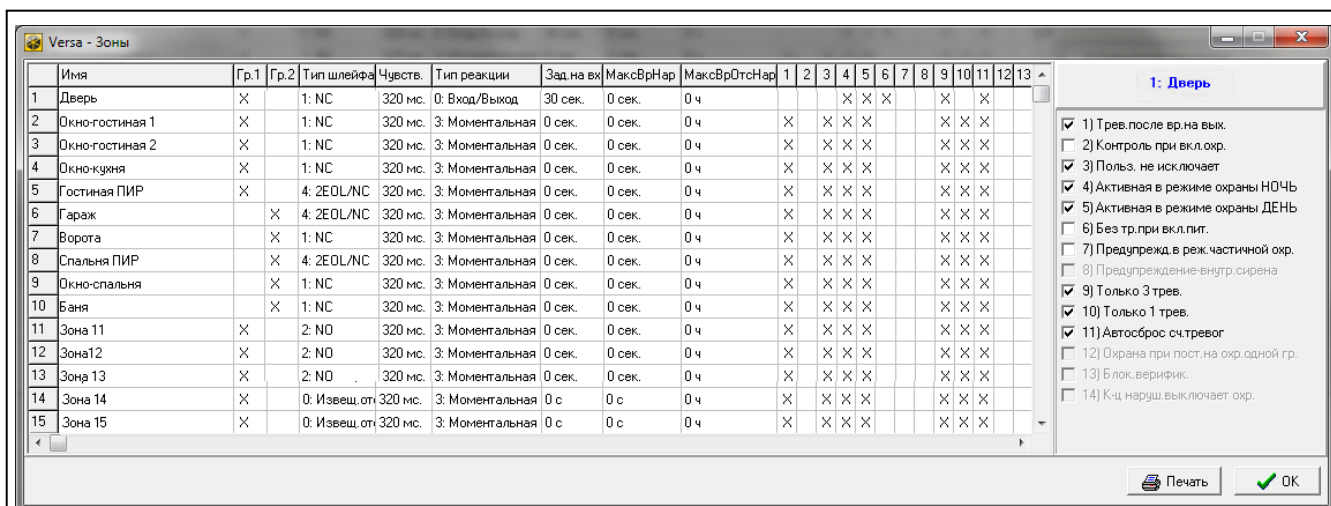 Versa - Зоны
Имя Гр.1 Гр.2 Тип шлейфа Чувств. Тип реакции Зад.на вх МаксВрНар МаксВрОтсНар 1 2 3 4 5 6 7 8 9 10 11 12 13
1 Дверь X 1: NC 320 мс. 0: Вход/Выход 30 сек. 0 сек. 0 ч X X X X X
2 Окно-гостиная 1 X 1: NC 320 мс. 3: Моментальная 0 сек. 0 сек. 0 ч X X X X X X X
3 Окно-гостиная 2 X 1: NC 320 мс. 3: Моментальная 0 сек. 0 сек. 0 ч X X X X X X X
4 Окно-кухня X 1: NC 320 мс. 3: Моментальная 0 сек. 0 сек. 0 ч X X X X X X X
5 Гостиная ПИР X 4: 2EOL/NC 320 мс. 3: Моментальная 0 сек. 0 сек. 0 ч X X X X X X X
6 Гараж X 4: 2EOL/NC 320 мс. 3: Моментальная 0 сек. 0 сек. 0 ч X X X X X X X
7 Ворота X 1: NC 320 мс. 3: Моментальная 0 сек. 0 сек. 0 ч X X X X X X X
8 Спальня ПИР X 4: 2EOL/NC 320 мс. 3: Моментальная 0 сек. 0 сек. 0 ч X X X X X X X
9 Окно-спальня X 1: NC 320 мс. 3: Моментальная 0 сек. 0 сек. 0 ч X X X X X X X
10 Баня X 1: NC 320 мс. 3: Моментальная 0 сек. 0 сек. 0 ч X X X X X X X
11 Зона 11 X 2: NO 320 мс. 3: Моментальная 0 сек. 0 сек. 0 ч X X X X X X X
12 Зона12 X 2: NO 320 мс. 3: Моментальная 0 сек. 0 сек. 0 ч X X X X X X X
13 Зона 13 X 2: NO 320 мс. 3: Моментальная 0 сек. 0 сек. 0 ч X X X X X X X
14 Зона 14 X 0: Извещ.от 320 мс. 3: Моментальная 0 с 0 с 0 ч X X X X X X X
15 Зона 15 X 0: Извещ.от 320 мс. 3: Моментальная 0 с 0 с 0 ч X X X X X X X
1: Дверь
1) Трев.после вр.на вых.
2) Контроль при вкл.охр.
3) Польз. не исключает
4) Активная в режиме охраны НОЧЬ
5) Активная в режиме охраны ДЕНЬ
6) Без тр.при вкл.пит.
7) Предупрежд.в реж.частичной охр.
8) Предупреждение-внутр.сирена
9) Только 3 трев.
10) Только 1 трев.
11) Автосброс сч.тревог
12) Охрана при пост.на охр.одной гр.
13) Блок.верифик.
14) К-ц наруш.выключает охр.
Печать
OK